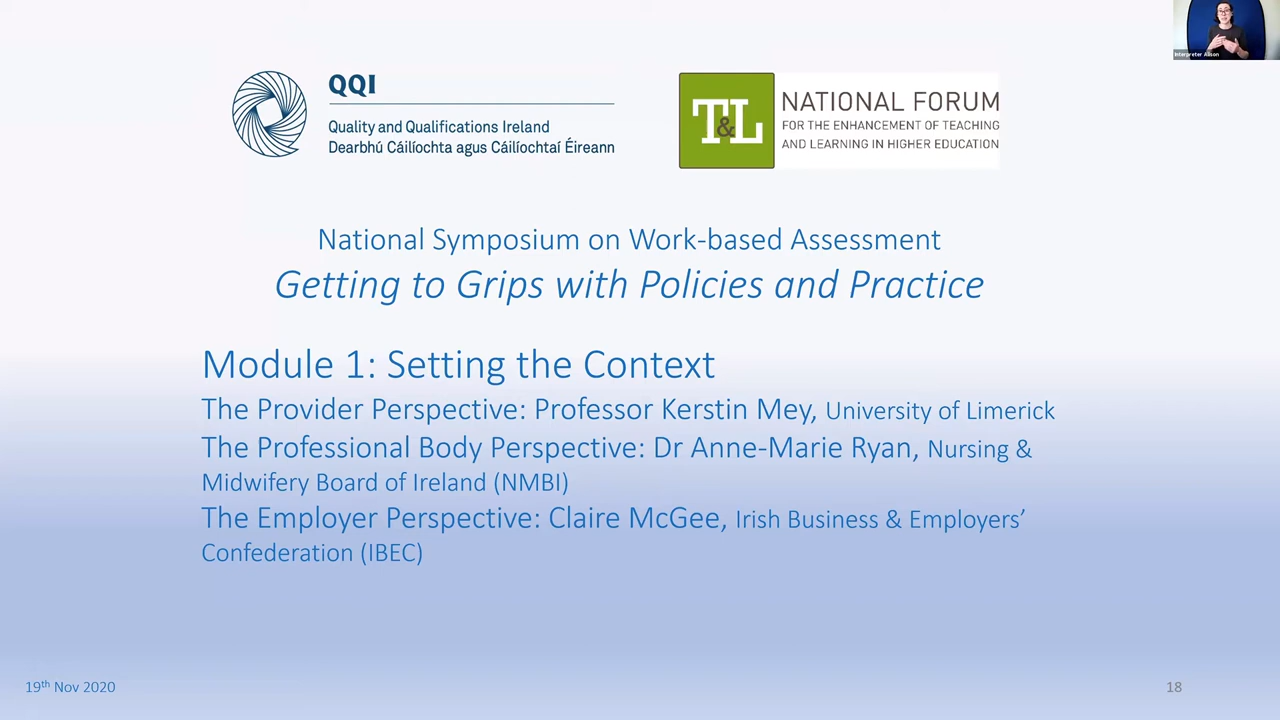 Interpreter Alison
QQI
Quality and Qualifications Ireland
Dearbhú Cáilíochta agus Cáilíochtaí Éireann
T&L
NATIONAL FORUM
FOR THE ENHANCEMENT OF TEACHING
AND LEARNING IN HIGHER EDUCATION
National Symposium on Work-based Assessment
Getting to Grips with Policies and Practice
Module 1: Setting the Context
The Provider Perspective: Professor Kerstin Mey, University of Limerick
The Professional Body Perspective: Dr Anne-Marie Ryan, Nursing &
Midwifery Board of Ireland (NMBI)
The Employer Perspective: Claire McGee, Irish Business & Employers’
Confederation (IBEC)
19th Nov 2020
18